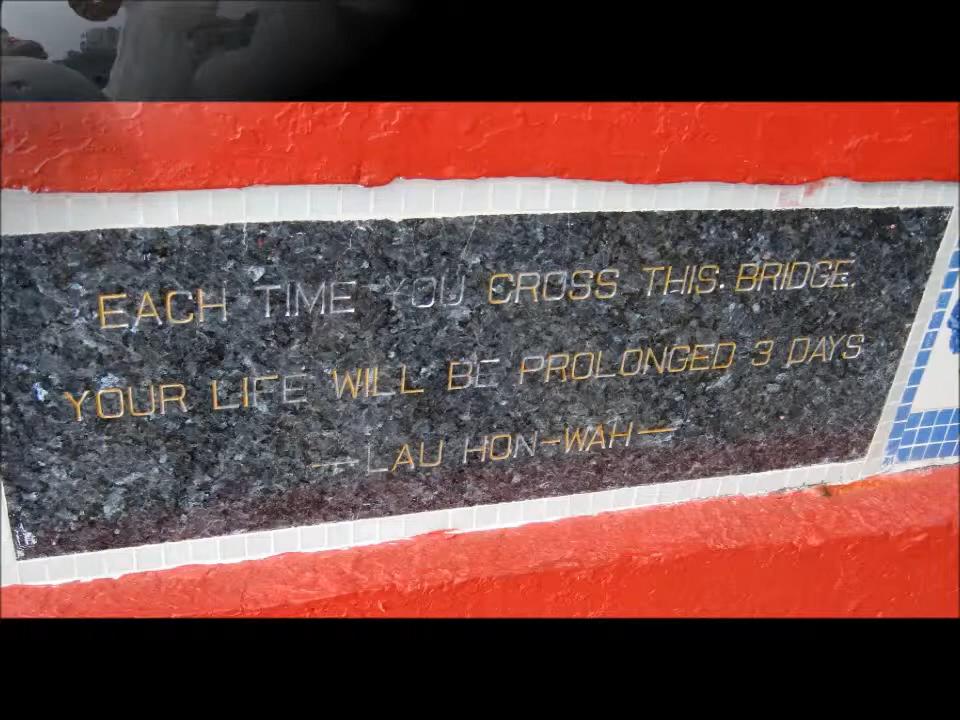 EACH TIME YOU CROSS THIS BRIDGE.
YOUR LIFE WILL BE PROLONGED 3 DAYS
— LAU HON-WAH —